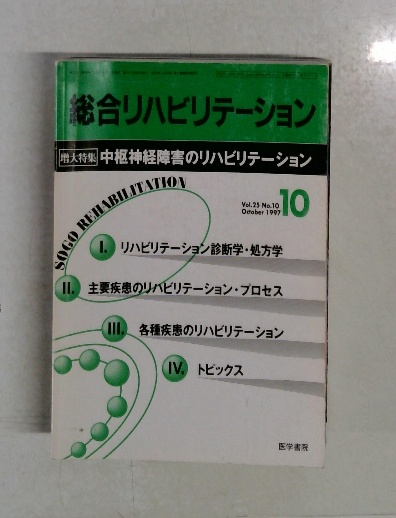 総合リハビリテーション
増大特集 中枢神経障害のリハビリテーション
SOGO REHABILITATION
Vol.25 No.10
October 1997
10
I. リハビリテーション診断学・処方学
II. 主要疾患のリハビリテーション・プロセス
III. 各種疾患のリハビリテーション
IV. トピックス
医学書院